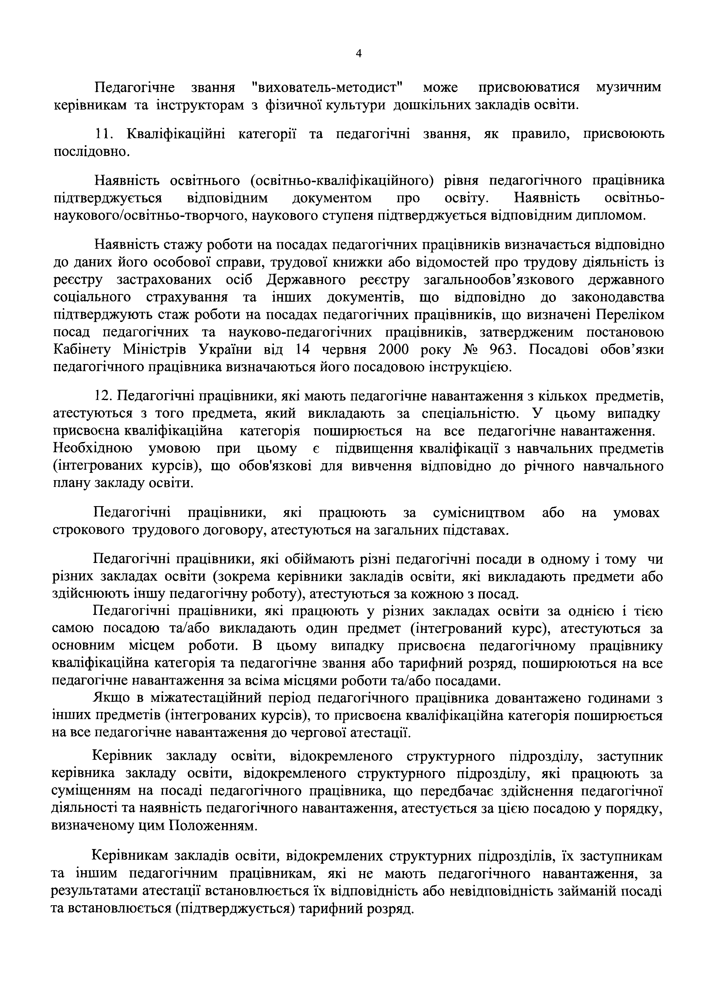 4
Педагогічне звання "вихователь-методист" може присвоюватися музичним
керівникам та інструкторам з фізичної культури дошкільних закладів освіти.
11. Кваліфікаційні категорії та педагогічні звання, як правило, присвоюють
послідовно.
Наявність освітнього (освітньо-кваліфікаційного) рівня педагогічного працівника
підтверджується відповідним документом про освіту. Наявність освітньо-
наукового/освітньо-творчого, наукового ступеня підтверджується відповідним дипломом.
Наявність стажу роботи на посадах педагогічних працівників визначається відповідно
до даних його особової справи, трудової книжки або відомостей про трудову діяльність із
реєстру застрахованих осіб Державного реєстру загальнообов’язкового державного
соціального страхування та інших документів, що відповідно до законодавства
підтверджують стаж роботи на посадах педагогічних працівників, що визначені Переліком
посад педагогічних та науково-педагогічних працівників, затвердженим постановою
Кабінету Міністрів України від 14 червня 2000 року № 963. Посадові обов’язки
педагогічного працівника визначаються його посадовою інструкцією.
12. Педагогічні працівники, які мають педагогічне навантаження з кількох предметів,
атестуються з того предмета, який викладають за спеціальністю. У цьому випадку
присвоєна кваліфікаційна категорія поширюється на все педагогічне навантаження.
Необхідною умовою при цьому є підвищення кваліфікації з навчальних предметів
(інтегрованих курсів), що обов'язкові для вивчення відповідно до річного навчального
плану закладу освіти.
Педагогічні працівники, які працюють за сумісництвом або на умовах
строкового трудового договору, атестуються на загальних підставах.
Педагогічні працівники, які обіймають різні педагогічні посади в одному і тому чи
різних закладах освіти (зокрема керівники закладів освіти, які викладають предмети або
здійснюють іншу педагогічну роботу), атестуються за кожною з посад.
Педагогічні працівники, які працюють у різних закладах освіти за однією і тією
самою посадою та/або викладають один предмет (інтегрований курс), атестуються за
основним місцем роботи. В цьому випадку присвоєна педагогічному працівнику
кваліфікаційна категорія та педагогічне звання або тарифний розряд, поширюються на все
педагогічне навантаження за всіма місцями роботи та/або посадами.
Якщо в міжатестаційний період педагогічного працівника довантажено годинами з
інших предметів (інтегрованих курсів), то присвоєна кваліфікаційна категорія поширюється
на все педагогічне навантаження до чергової атестації.
Керівник закладу освіти, відокремленого структурного підрозділу, заступник
керівника закладу освіти, відокремленого структурного підрозділу, які працюють за
суміщенням на посаді педагогічного працівника, що передбачає здійснення педагогічної
діяльності та наявність педагогічного навантаження, атестується за цією посадою у порядку,
визначеному цим Положенням.
Керівникам закладів освіти, відокремлених структурних підрозділів, їх заступникам
та іншим педагогічним працівникам, які не мають педагогічного навантаження, за
результатами атестації встановлюється їх відповідність або невідповідність займаній посаді
та встановлюється (підтверджується) тарифний розряд.